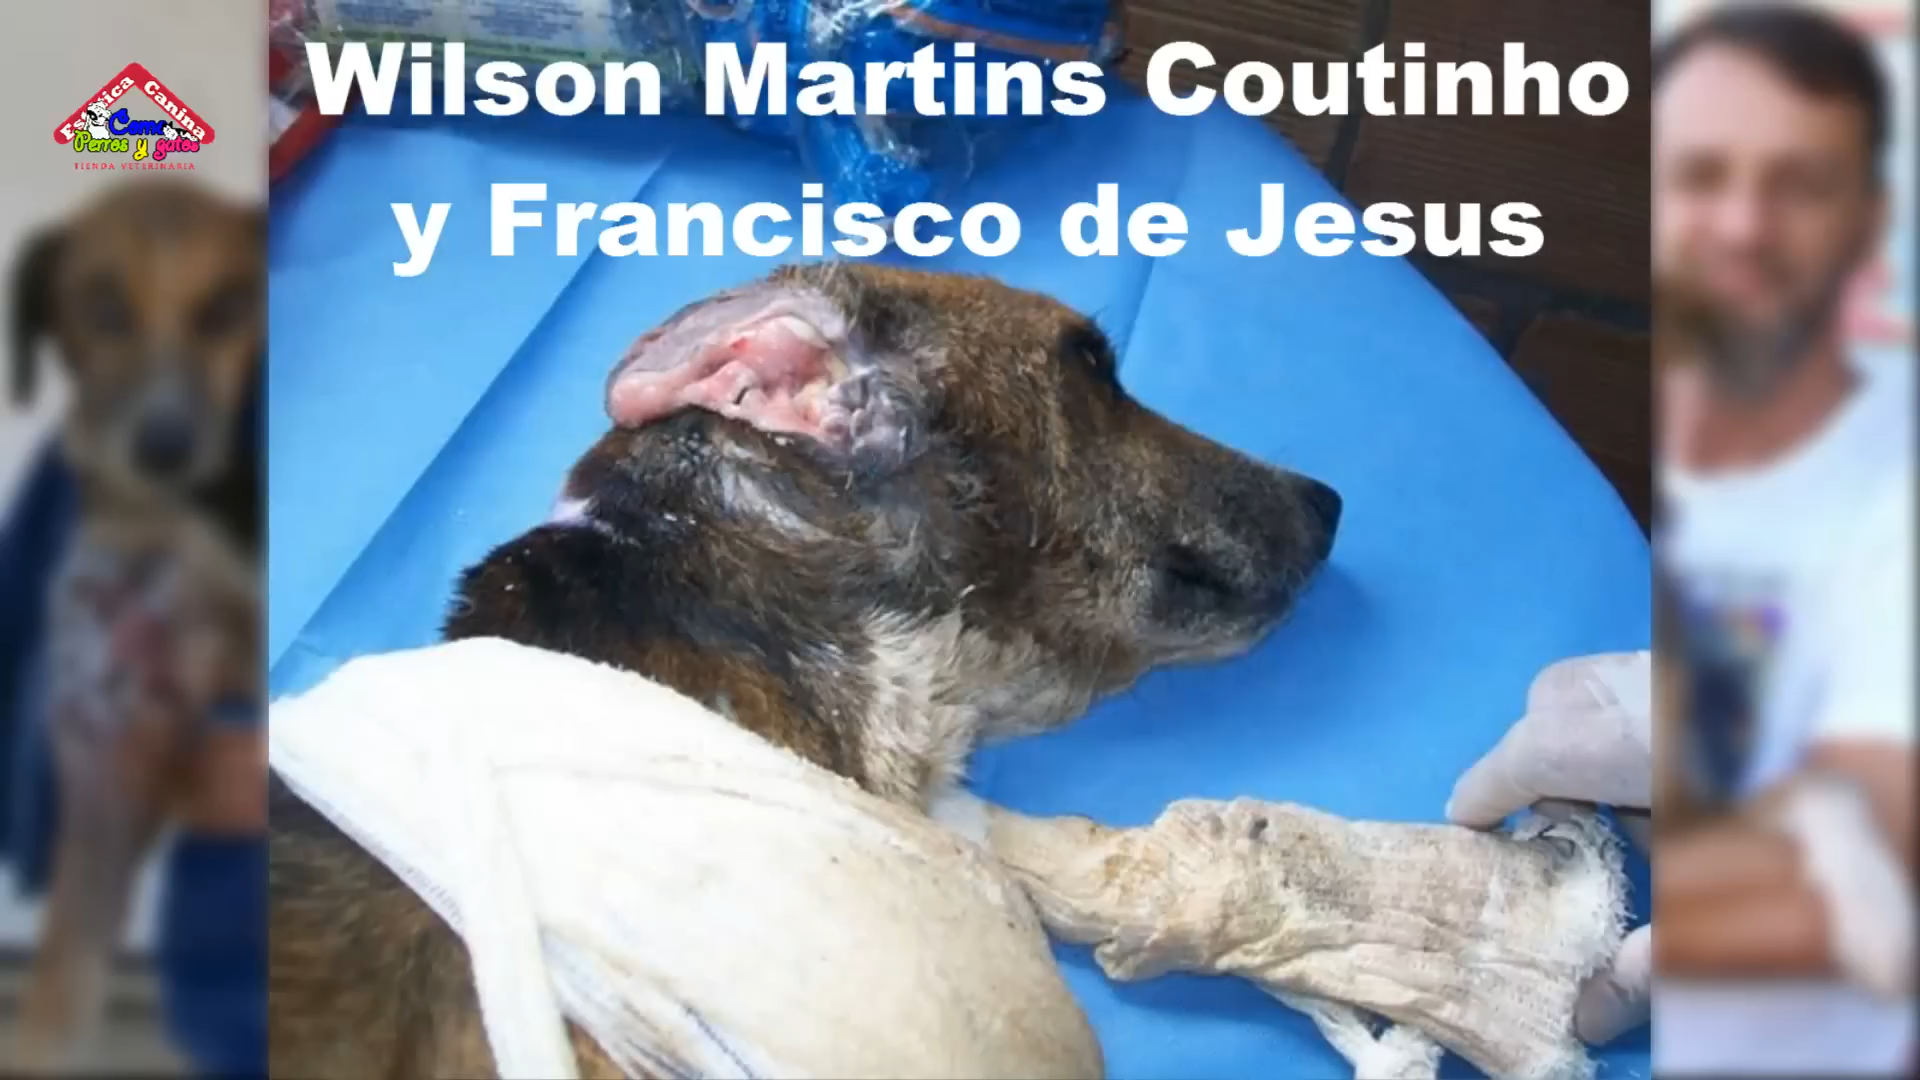 Wilson Martins Coutinho
y Francisco de Jesus
Estética Canina
Como
Perros y gatos
TIENDA VETERINARIA